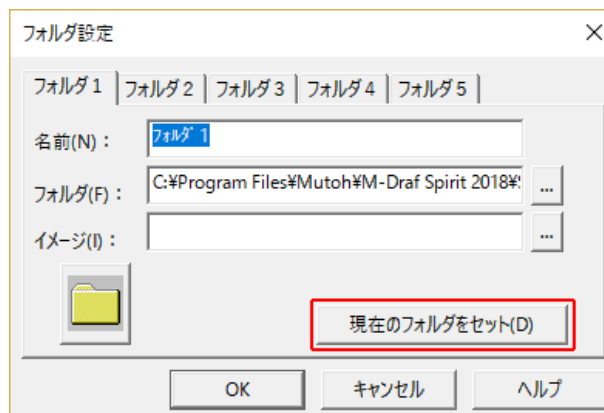 フォルダ設定
フォルダ1 フォルダ2 フォルダ3 フォルダ4 フォルダ5
名前(N)： ﾌｫﾙﾀﾞ 1
フォルダ(F)： C:¥Program Files¥Mutoh¥M-Draf Spirit 2018¥ ...
イメージ(I)： ...
現在のフォルダをセット(D)
OK キャンセル ヘルプ